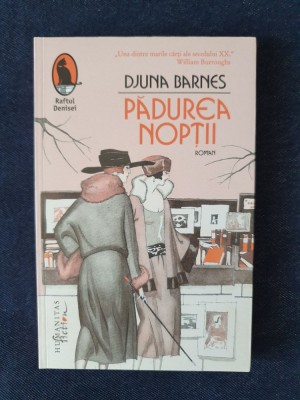 Raftul
Denisei
„Una dintre marile cărți ale secolului XX.”
William Burroughs
DJUNA BARNES
PĂDUREA
NOPȚII
ROMAN
HUMANITAS
fiction